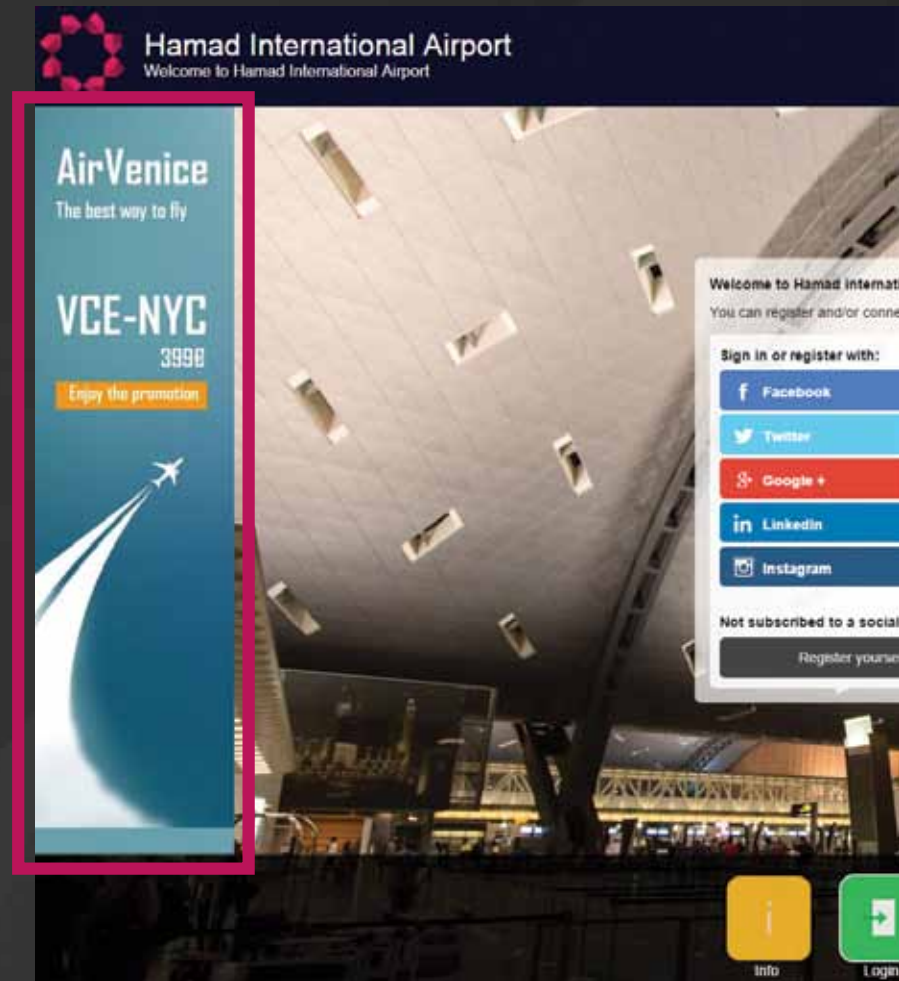 Hamad International Airport
Welcome to Hamad International Airport
AirVenice
The best way to fly
VCE-NYC
399€
Enjoy the promotion
Welcome to Hamad internati
You can register and/or conne
Sign in or register with:
f Facebook
Twitter
g+ Google +
in LinkedIn
Instagram
Not subscribed to a social
Register yourse
i
Info
Login